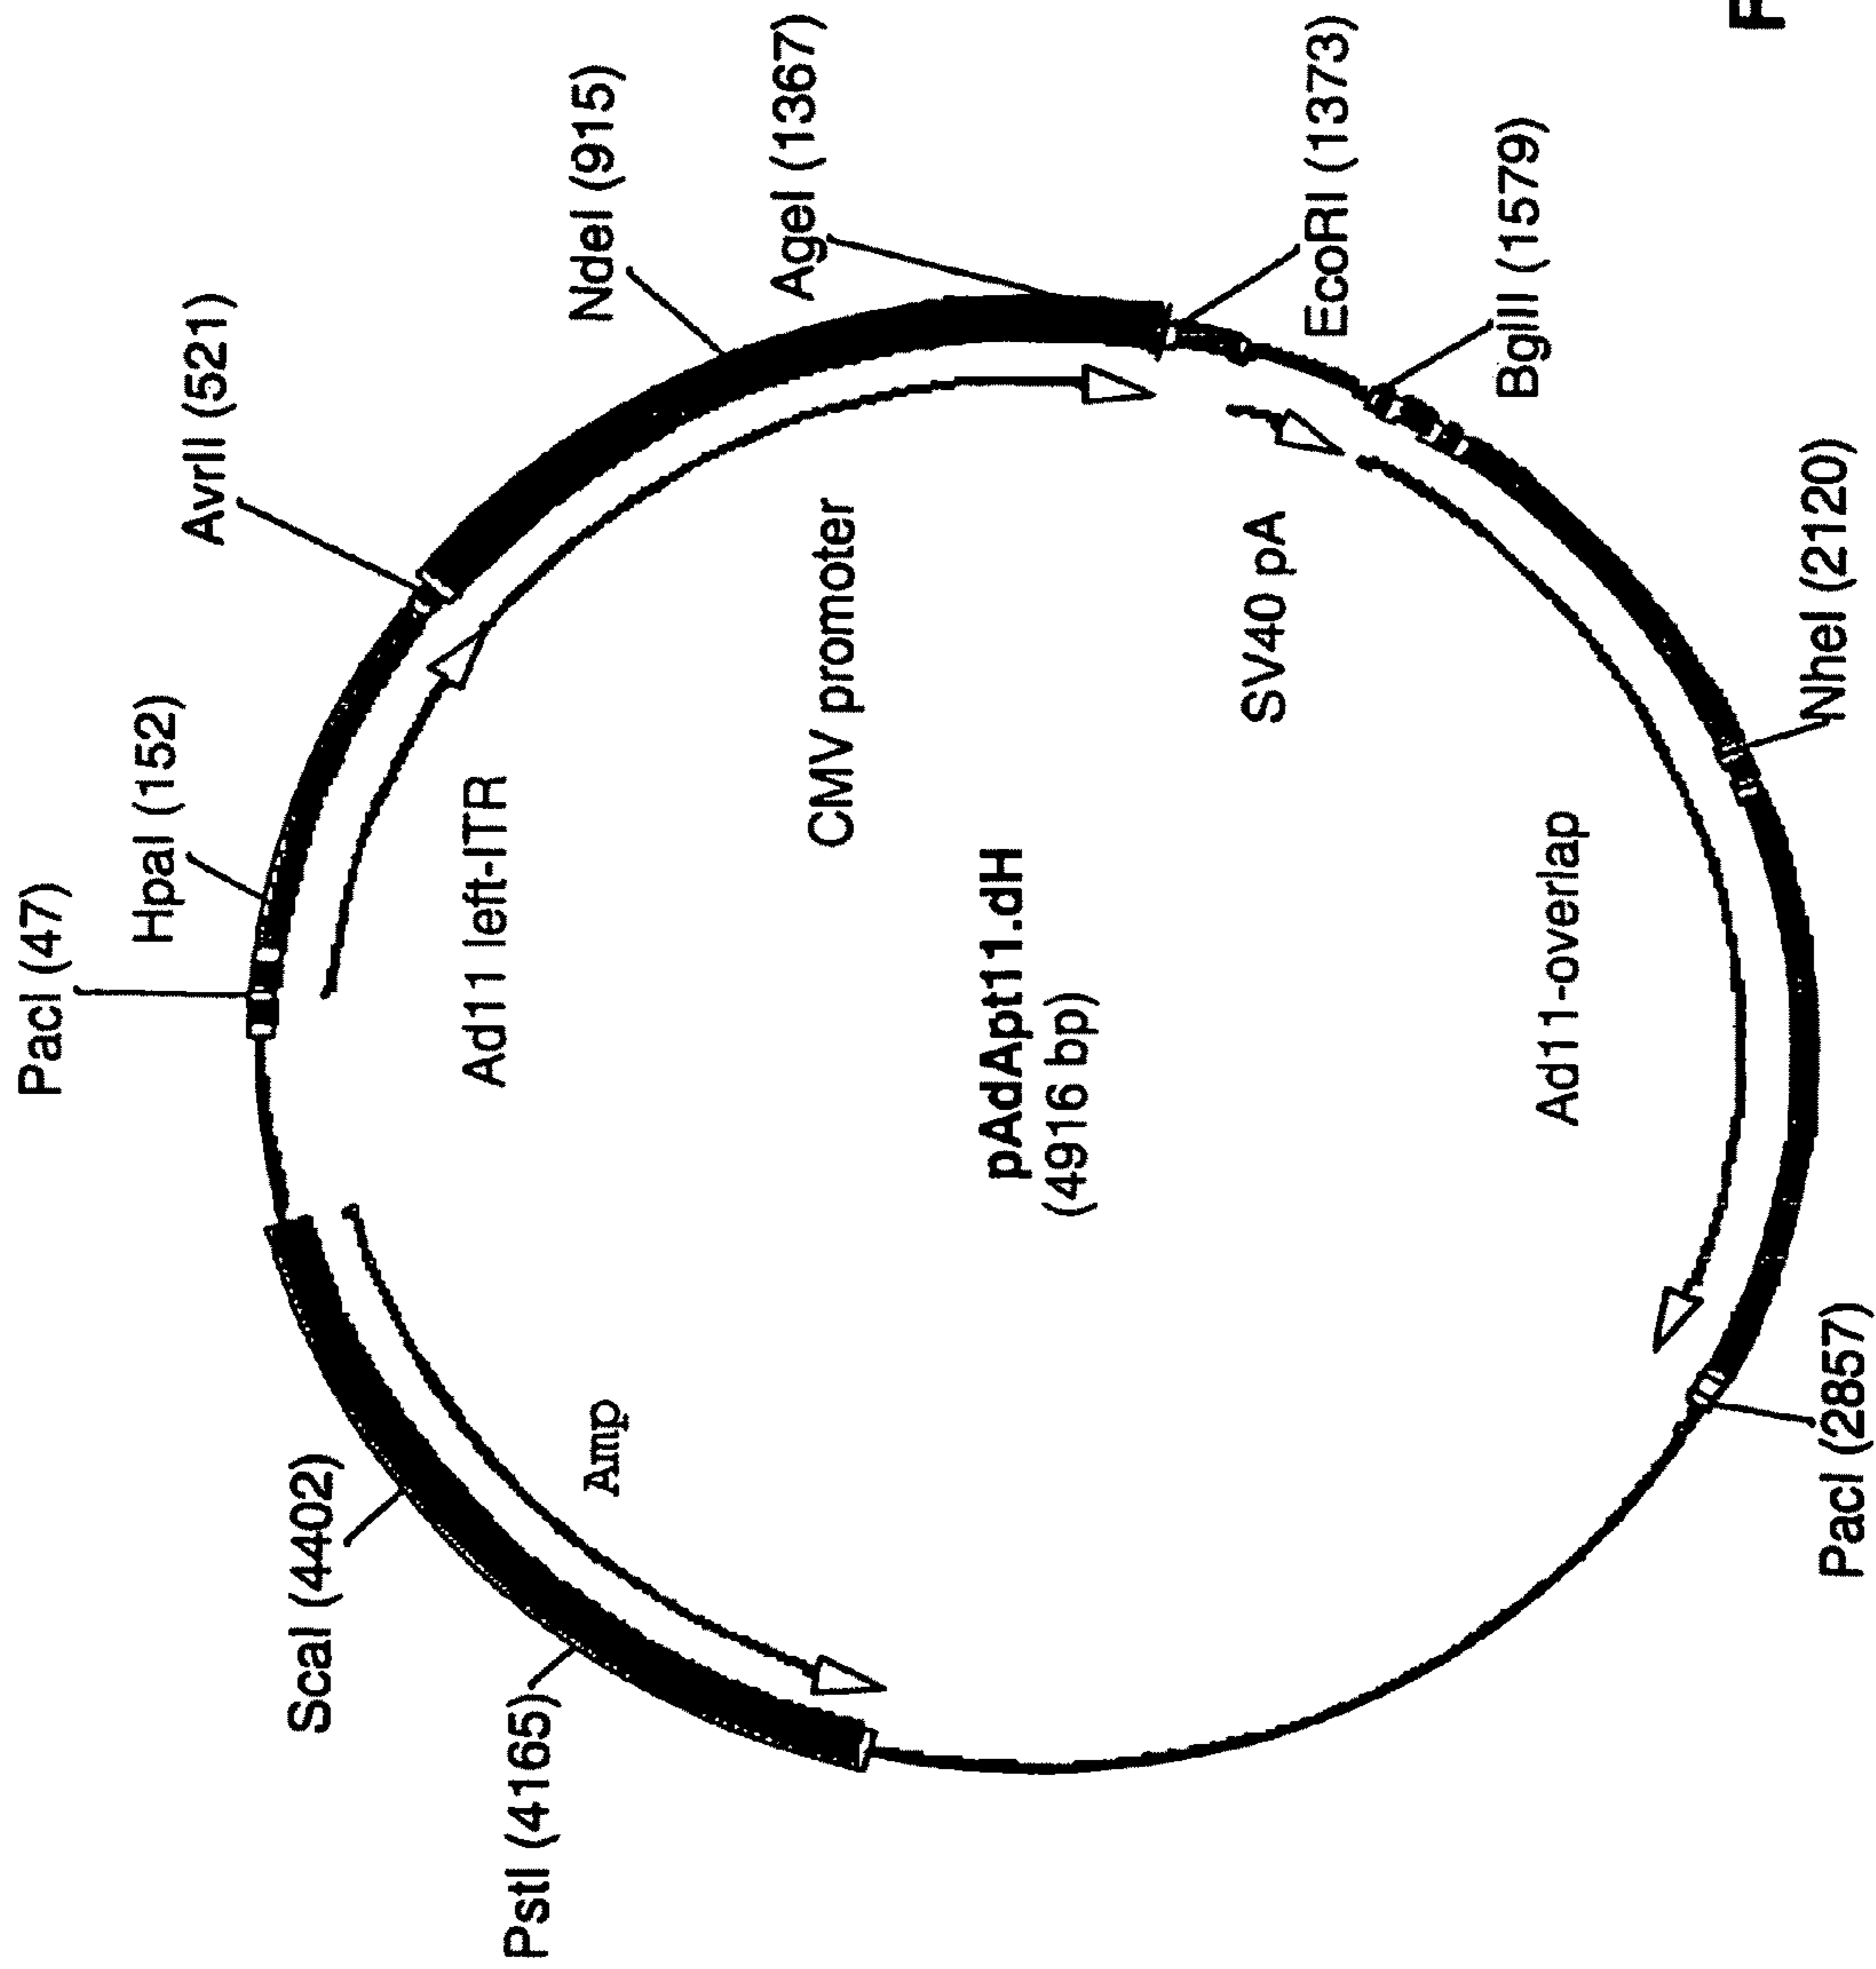 PacI (47)
HpaI (152)
AvrII (521)
NdeI (915)
AgeI (1367)
EcoRI (1373)
BglII (1579)
NheI (2120)
PacI (2857)
PstI (4165)
ScaI (4402)
Ad11 left-ITR
CMV promoter
SV40 pA
Ad11-overlap
Amp
pAdApt11.dH
(4916 bp)
F